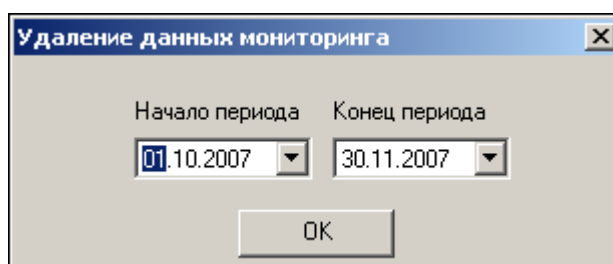 Удаление данных мониторинга
Начало периода Конец периода
01.10.2007 30.11.2007
OK